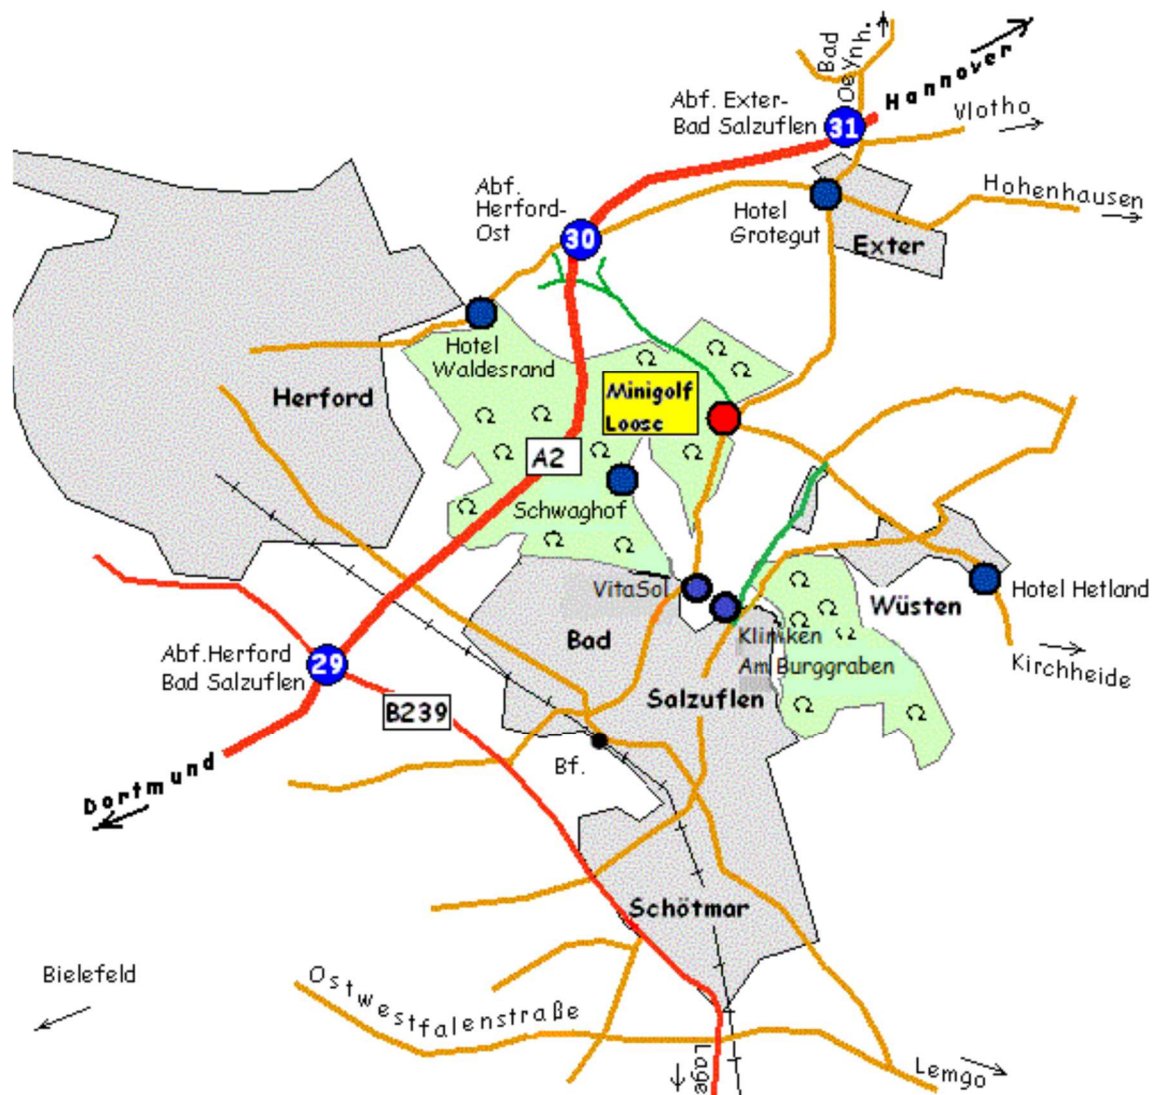 Bad
Oeynh.
Hannover
Abf. Exter-
Bad Salzuflen
31
Vlotho
Abf.
Herford-
Ost
30
Hotel
Grotegut
Hohenhausen
Exter
Hotel
Waldesrand
Herford
Minigolf
Loose
A2
Schwaghof
VitaSol
Bad
Salzuflen
Kliniken
Am Burggraben
Wüsten
Hotel Hetland
Kirchheide
Abf.Herford
Bad Salzuflen
29
B239
Dortmund
Bf.
Schötmar
Bielefeld
Ostwestfalenstraße
Lage
Lemgo